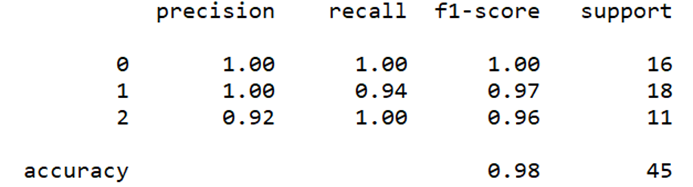 precision recall f1-score support
0 1.00 1.00 1.00 16
1 1.00 0.94 0.97 18
2 0.92 1.00 0.96 11
accuracy 0.98 45